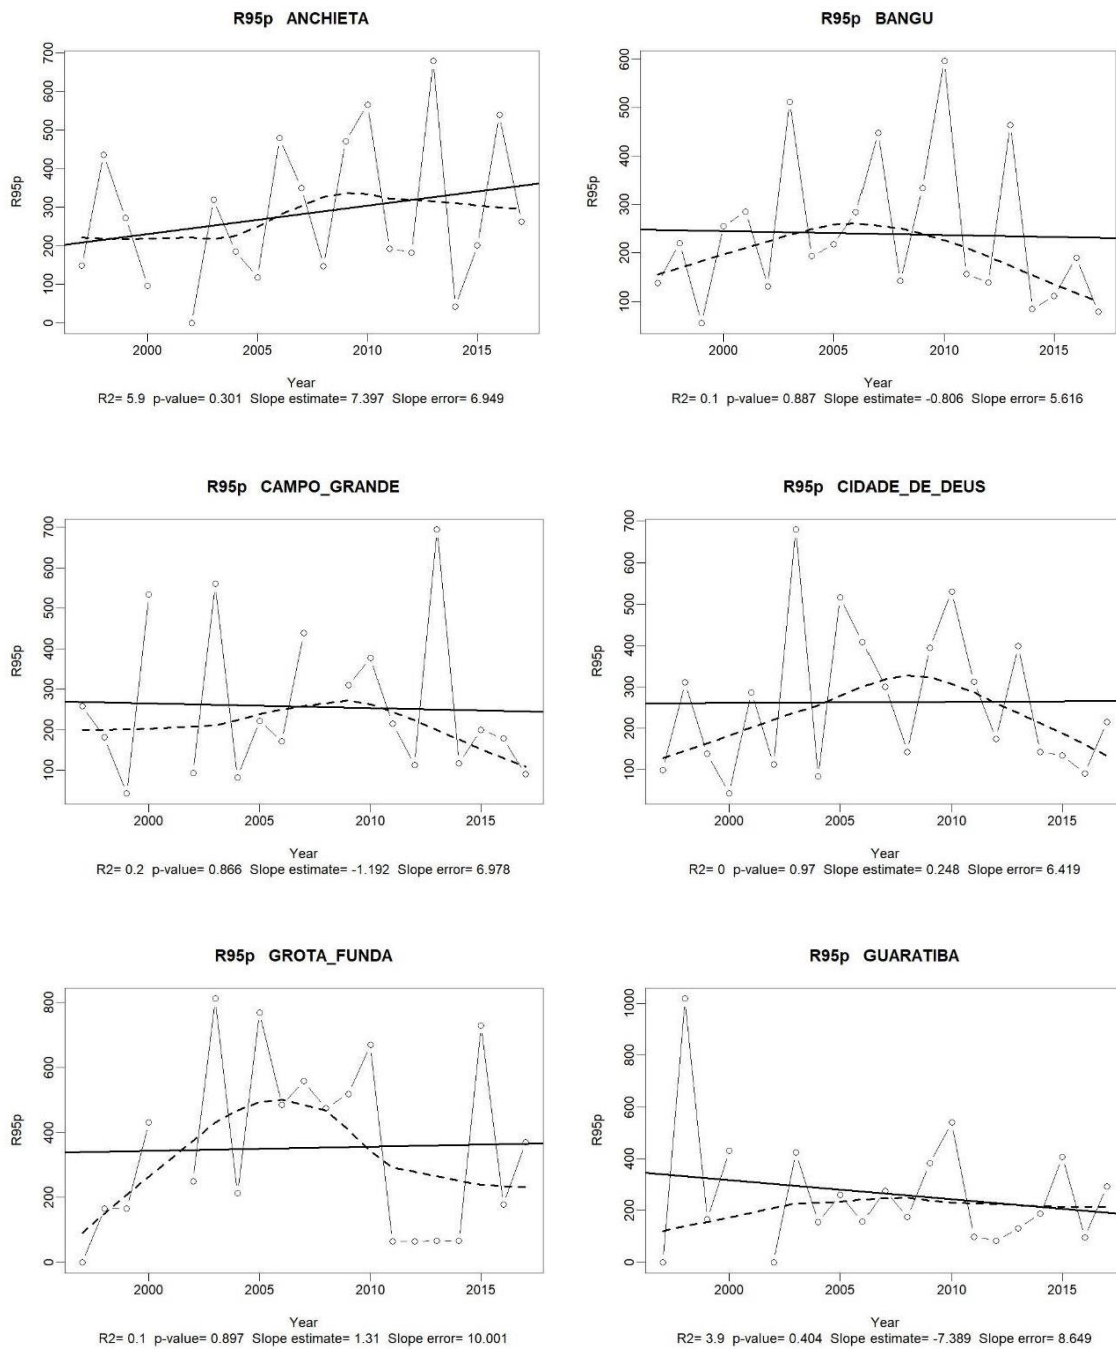 R95p ANCHIETA
R95p
700
600
500
400
300
200
100
0
2000 2005 2010 2015
Year
R2= 5.9 p-value= 0.301 Slope estimate= 7.397 Slope error= 6.949
R95p BANGU
R95p
600
500
400
300
200
100
2000 2005 2010 2015
Year
R2= 0.1 p-value= 0.887 Slope estimate= -0.806 Slope error= 5.616
R95p CAMPO_GRANDE
R95p
700
600
500
400
300
200
100
2000 2005 2010 2015
Year
R2= 0.2 p-value= 0.866 Slope estimate= -1.192 Slope error= 6.978
R95p CIDADE_DE_DEUS
R95p
700
600
500
400
300
200
100
2000 2005 2010 2015
Year
R2= 0 p-value= 0.97 Slope estimate= 0.248 Slope error= 6.419
R95p GROTA_FUNDA
R95p
800
600
400
200
0
2000 2005 2010 2015
Year
R2= 0.1 p-value= 0.897 Slope estimate= 1.31 Slope error= 10.001
R95p GUARATIBA
R95p
1000
800
600
400
200
0
2000 2005 2010 2015
Year
R2= 3.9 p-value= 0.404 Slope estimate= -7.389 Slope error= 8.649